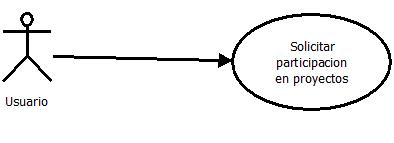 Solicitar
participacion
en proyectos
Usuario